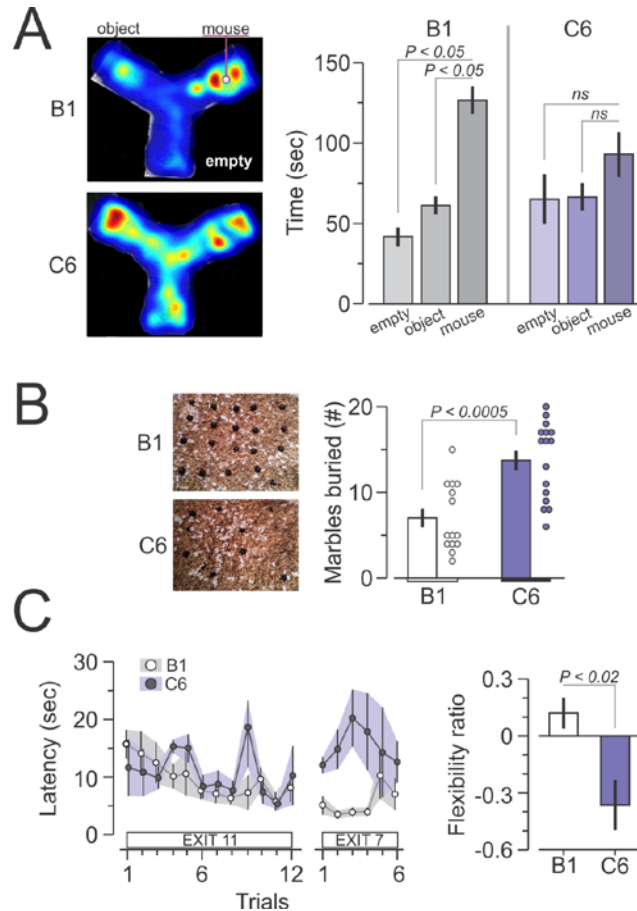 A
object
mouse
B1
empty
C6
B1
C6
P < 0.05
P < 0.05
ns
ns
Time (sec)
150
100
50
0
empty
object
mouse
empty
object
mouse
B
B1
C6
Marbles buried (#)
20
10
0
P < 0.0005
B1
C6
C
Latency (sec)
30
20
10
0
B1
C6
EXIT 11
EXIT 7
1
6
12
1
6
Trials
Flexibility ratio
0.3
0
-0.3
-0.6
P < 0.02
B1
C6